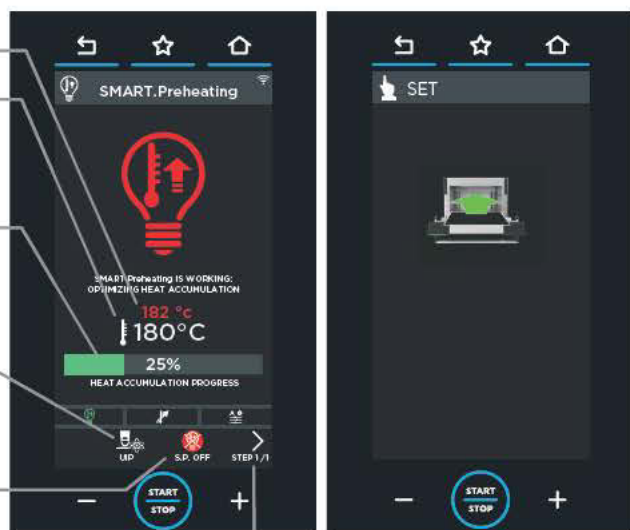 SMART.Preheating
SMART.Preheating IS WORKING:
OPTIMIZING HEAT ACCUMULATION
182 °c
180°C
25%
HEAT ACCUMULATION PROGRESS
UIP
S.P. OFF
STEP 1/1
START
STOP
SET
START
STOP